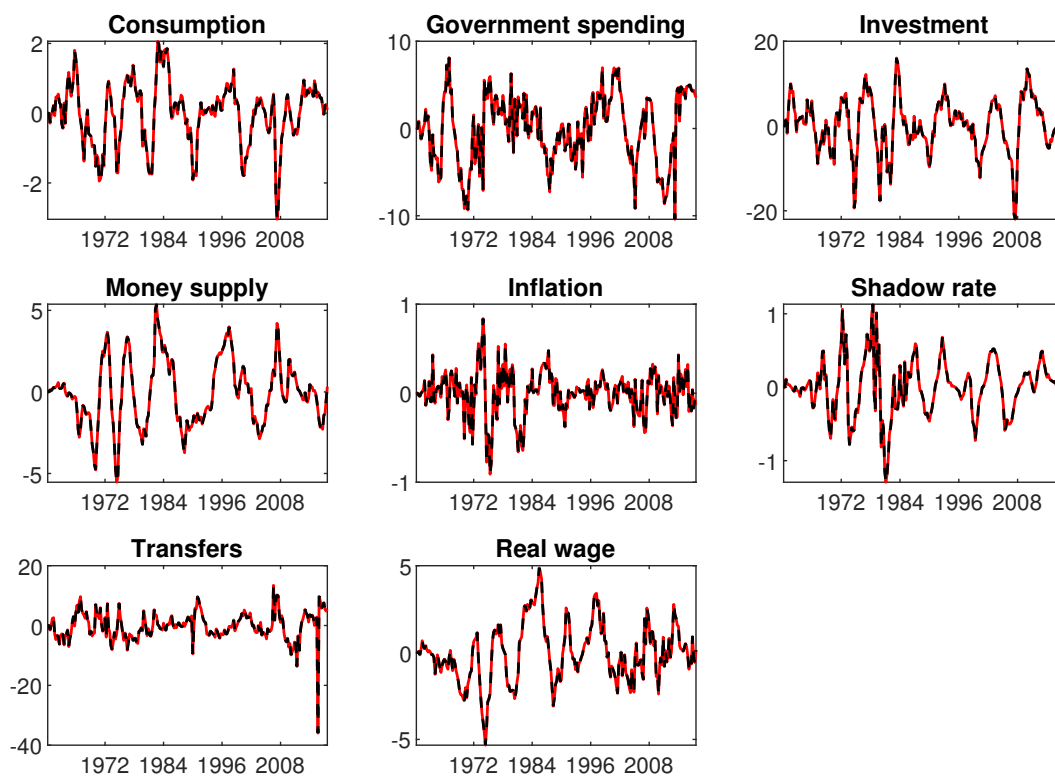 Consumption
2
0
-2
1972 1984 1996 2008
Government spending
10
0
-10
1972 1984 1996 2008
Investment
20
0
-20
1972 1984 1996 2008
Money supply
5
0
-5
1972 1984 1996 2008
Inflation
1
0
-1
1972 1984 1996 2008
Shadow rate
1
0
-1
1972 1984 1996 2008
Transfers
20
0
-20
-40
1972 1984 1996 2008
Real wage
5
0
-5
1972 1984 1996 2008